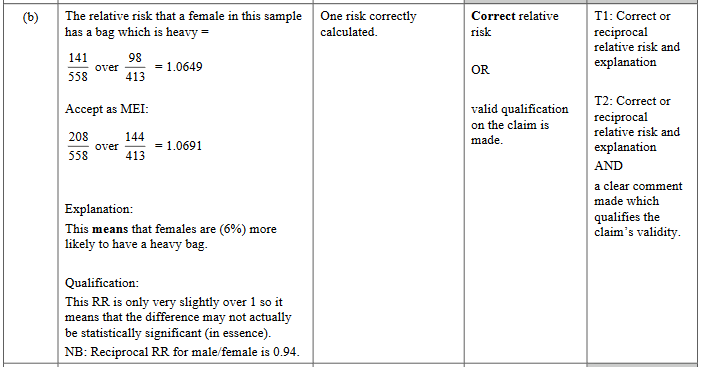 (b)
The relative risk that a female in this sample
has a bag which is heavy =
141/558 over 98/413 = 1.0649
Accept as MEI:
208/558 over 144/413 = 1.0691
Explanation:
This means that females are (6%) more
likely to have a heavy bag.
Qualification:
This RR is only very slightly over 1 so it
means that the difference may not actually
be statistically significant (in essence).
NB: Reciprocal RR for male/female is 0.94.
One risk correctly
calculated.
Correct relative
risk
OR
valid qualification
on the claim is
made.
T1: Correct or
reciprocal
relative risk and
explanation
T2: Correct or
reciprocal
relative risk and
explanation
AND
a clear comment
made which
qualifies the
claim's validity.